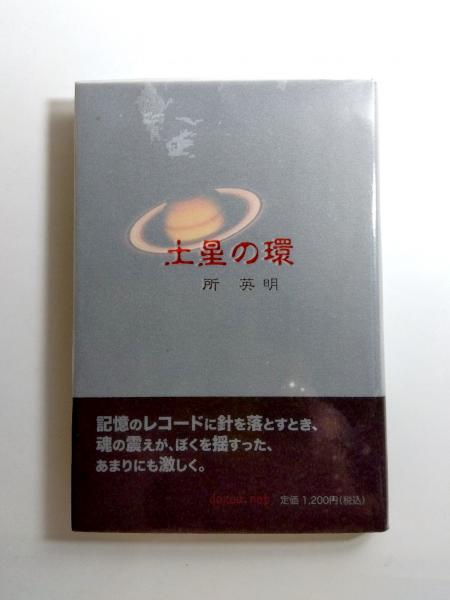 土星の環
所 英明
記憶のレコードに針を落とすとき、
魂の震えが、ぼくを揺すった、
あまりにも激しく。
定価 1,200円(税込)